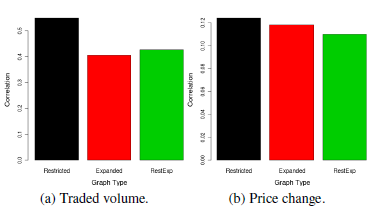 Correlation
0.5
0.4
0.3
0.2
0.1
0.0
Restricted Expanded RestExp
Graph Type
(a) Traded volume.
Correlation
0.12
0.10
0.08
0.06
0.04
0.02
0.00
Restricted Expanded RestExp
Graph Type
(b) Price change.